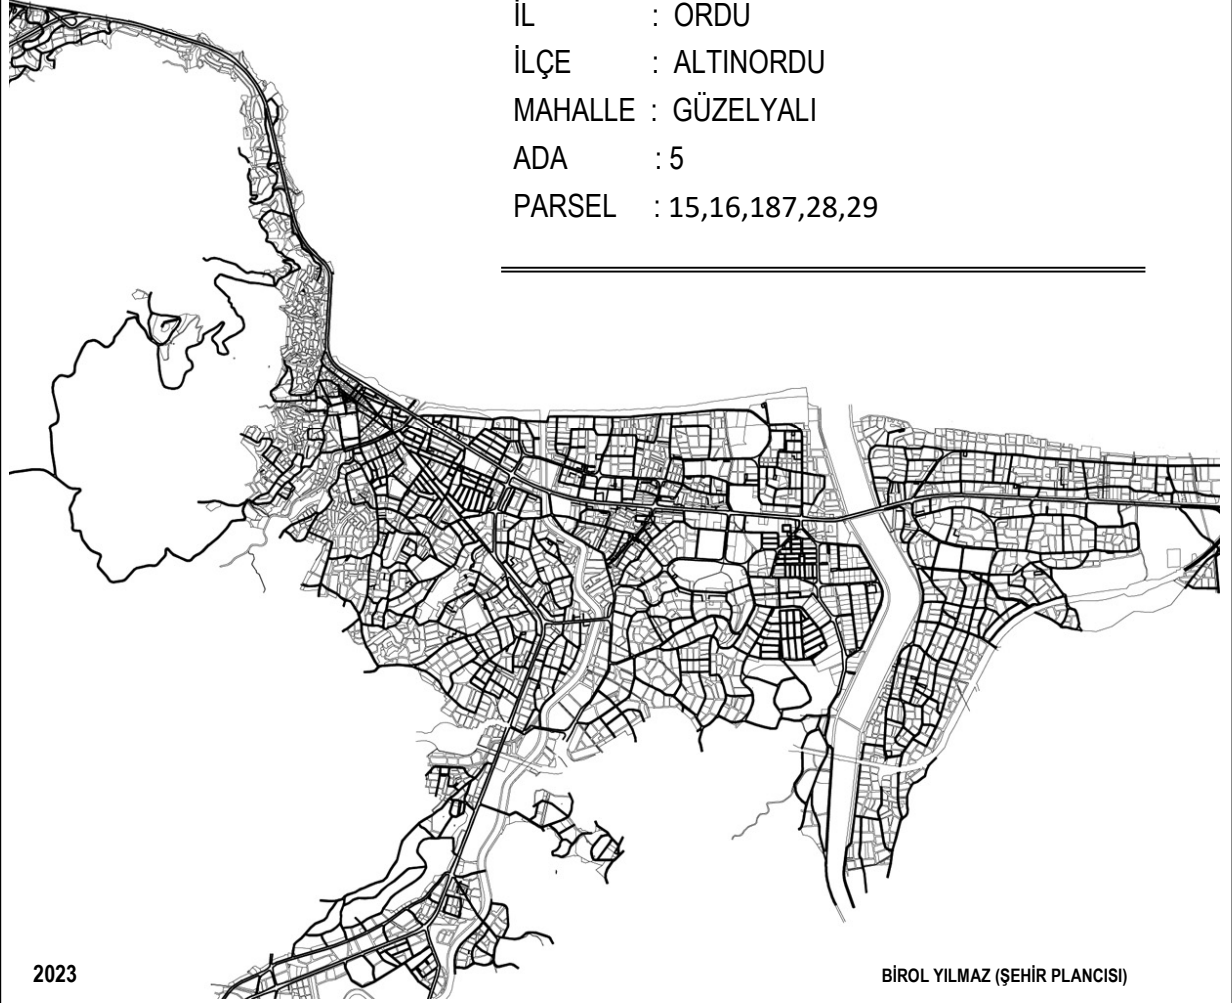 İL : ORDU
İLÇE : ALTINORDU
MAHALLE : GÜZELYALI
ADA : 5
PARSEL : 15,16,187,28,29
2023
BİROL YILMAZ (ŞEHİR PLANCISI)